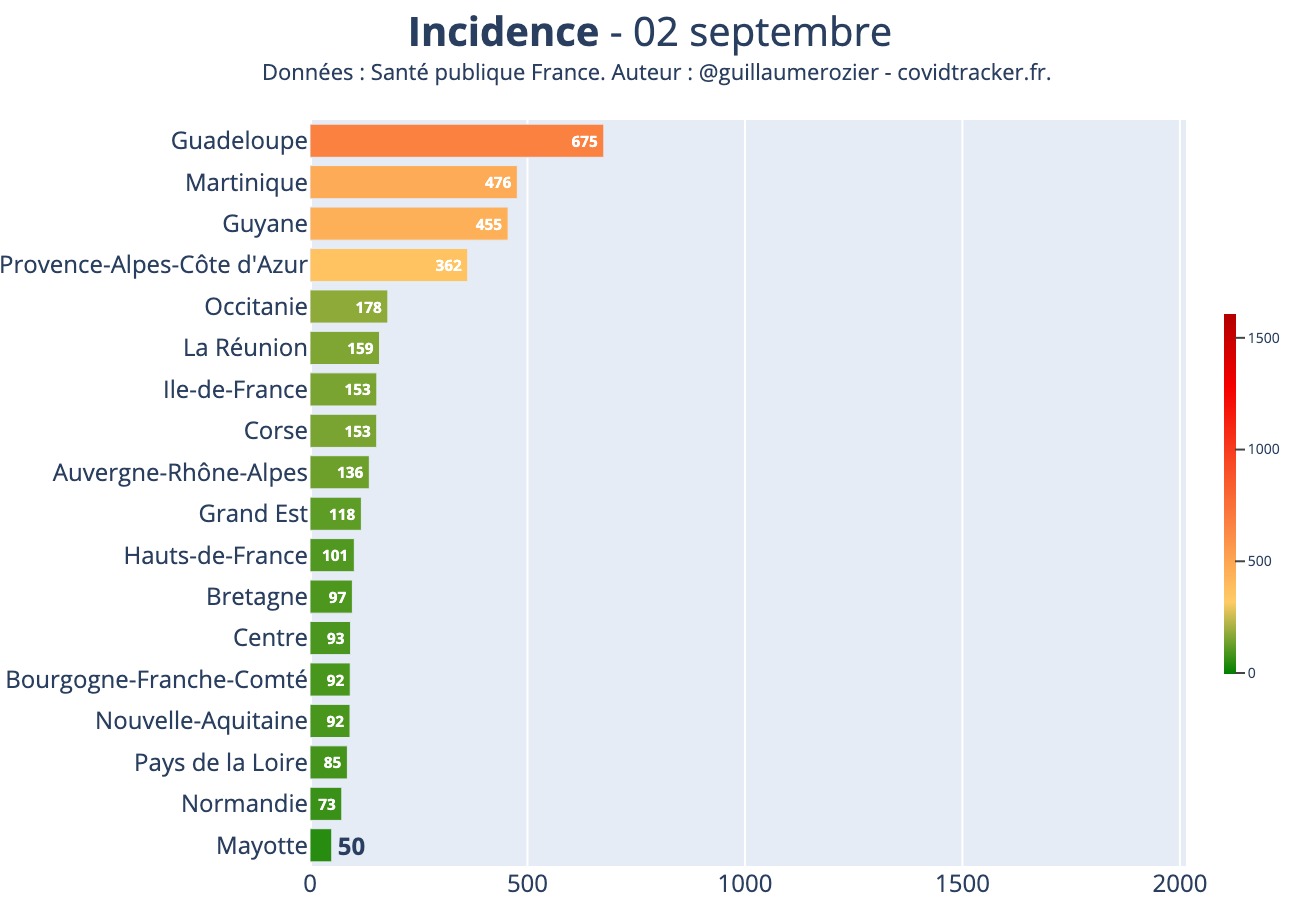 Incidence - 02 septembre
Données : Santé publique France. Auteur : @guillaumerozier - covidtracker.fr.
Guadeloupe 675
Martinique 476
Guyane 455
Provence-Alpes-Côte d'Azur 362
Occitanie 178
La Réunion 159
Ile-de-France 153
Corse 153
Auvergne-Rhône-Alpes 136
Grand Est 118
Hauts-de-France 101
Bretagne 97
Centre 93
Bourgogne-Franche-Comté 92
Nouvelle-Aquitaine 92
Pays de la Loire 85
Normandie 73
Mayotte 50
0 500 1000 1500 2000
1500
1000
500
0